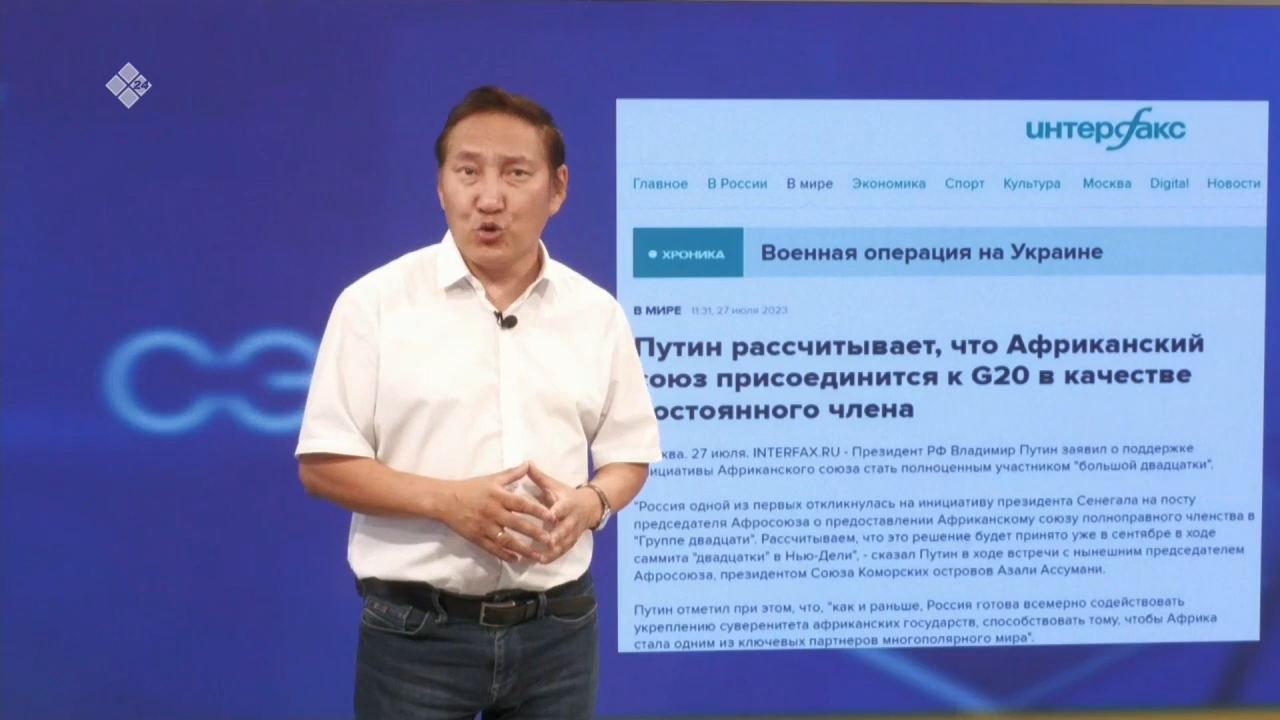 24
СЭ
интерфакс
Главное В России В мире Экономика Спорт Культура Москва Digital Новости
ХРОНИКА Военная операция на Украине
В МИРЕ 11:31, 27 июля 2023
Путин рассчитывает, что Африканский
союз присоединится к G20 в качестве
остоянного члена
ква. 27 июля. INTERFAX.RU - Президент РФ Владимир Путин заявил о поддержке
ициативы Африканского союза стать полноценным участником "большой двадцатки".
"Россия одной из первых откликнулась на инициативу президента Сенегала на посту
председателя Афросоюза о предоставлении Африканскому союзу полноправного членства в
"Группе двадцати". Рассчитываем, что это решение будет принято уже в сентябре в ходе
саммита "двадцатки" в Нью-Дели", - сказал Путин в ходе встречи с нынешним председателем
Афросоюза, президентом Союза Коморских островов Азали Ассумани.
Путин отметил при этом, что, "как и раньше, Россия готова всемерно содействовать
укреплению суверенитета африканских государств, способствовать тому, чтобы Африка
стала одним из ключевых партнеров многополярного мира".